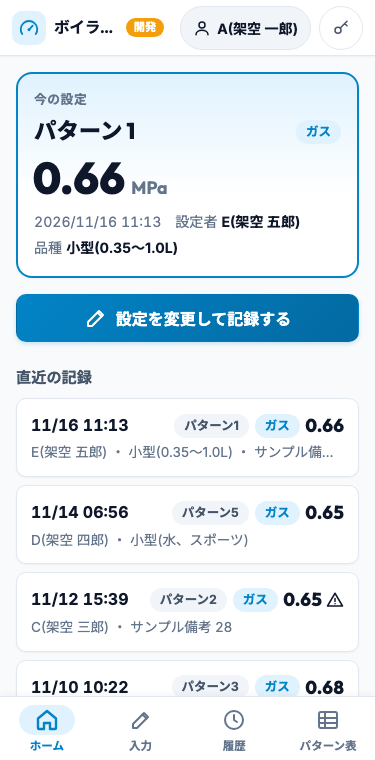 ボイラ... 開発 A(架空 一郎)
今の設定
パターン1 ガス
0.66 MPa
2026/11/16 11:13 設定者 E(架空 五郎)
品種 小型(0.35〜1.0L)
設定を変更して記録する
直近の記録
11/16 11:13 パターン1 ガス 0.66
E(架空 五郎) ・ 小型(0.35〜1.0L) ・ サンプル備...
11/14 06:56 パターン5 ガス 0.65
D(架空 四郎) ・ 小型(水、スポーツ)
11/12 15:39 パターン2 ガス 0.65
C(架空 三郎) ・ サンプル備考 28
11/10 10:22 パターン3 ガス 0.68
ホーム 入力 履歴 パターン表